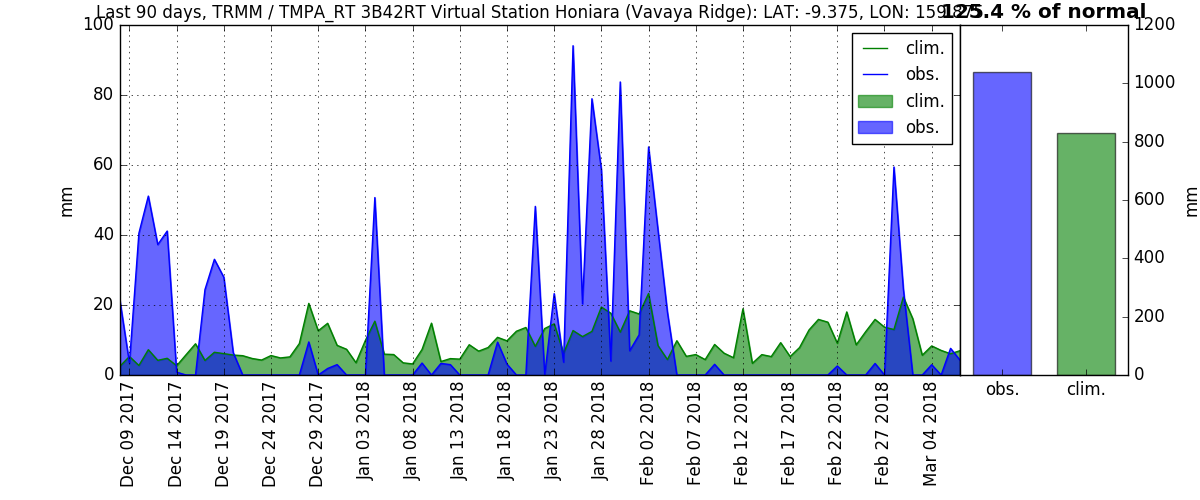 Last 90 days, TRMM / TMPA_RT 3B42RT Virtual Station Honiara (Vavaya Ridge): LAT: -9.375, LON:
125.4 % of normal
100
80
60
40
20
0
mm
clim.
obs.
clim.
obs.
1200
1000
800
600
400
200
0
mm
obs.
clim.
Dec 09 2017
Dec 14 2017
Dec 19 2017
Dec 24 2017
Dec 29 2017
Jan 03 2018
Jan 08 2018
Jan 13 2018
Jan 18 2018
Jan 23 2018
Jan 28 2018
Feb 02 2018
Feb 07 2018
Feb 12 2018
Feb 17 2018
Feb 22 2018
Feb 27 2018
Mar 04 2018